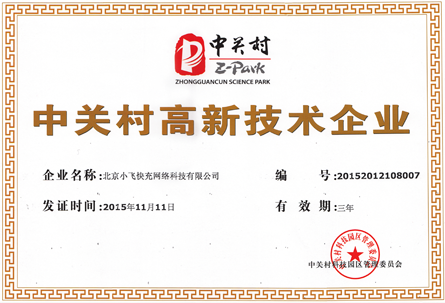 中关村
Z-Park
ZHONGGUANCUN SCIENCE PARK
中关村高新技术企业
企业名称:北京小飞快充网络科技有限公司
编 号:20152012108007
发证时间:2015年11月11日
有 效 期:三年
中关村科技园区管理委员会
中关村科技园区管理委员会